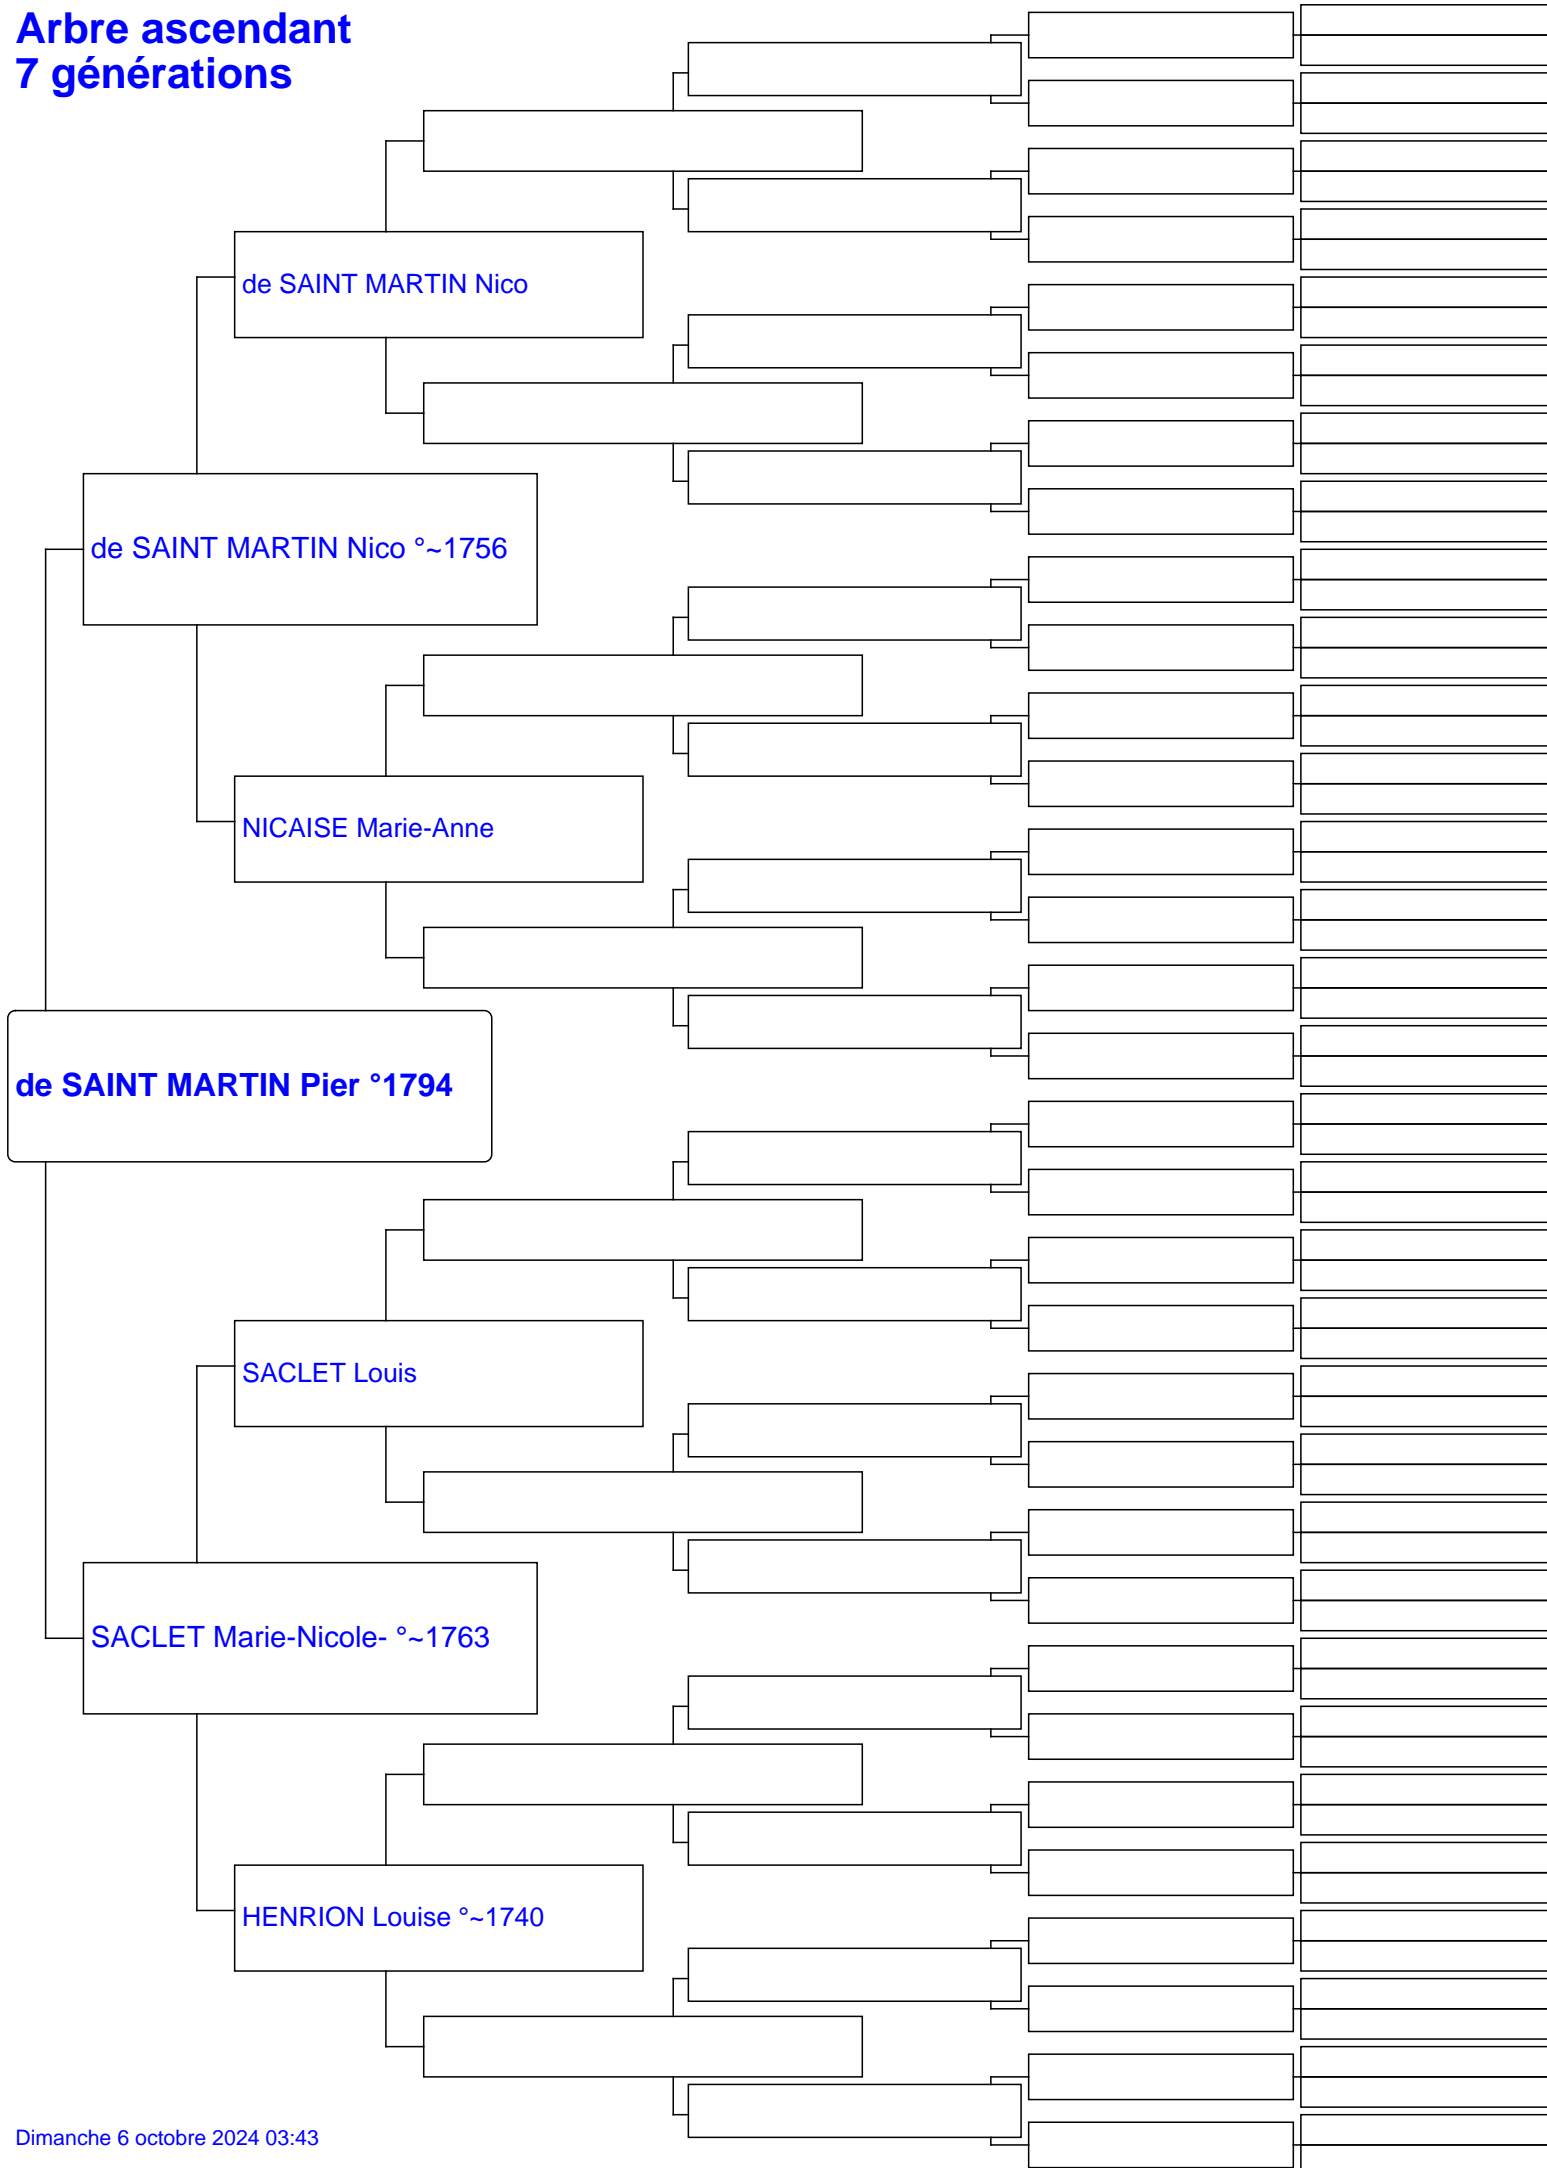 Arbre ascendant
7 générations
de SAINT MARTIN Nico
de SAINT MARTIN Nico °~1756
NICAISE Marie-Anne
de SAINT MARTIN Pier °1794
SACLET Louis
SACLET Marie-Nicole- °~1763
HENRION Louise °~1740
Dimanche 6 octobre 2024 03:43